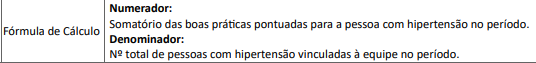 Fórmula de Cálculo
Numerador:
Somatório das boas práticas pontuadas para a pessoa com hipertensão no período.
Denominador:
Nº total de pessoas com hipertensão vinculadas à equipe no período.